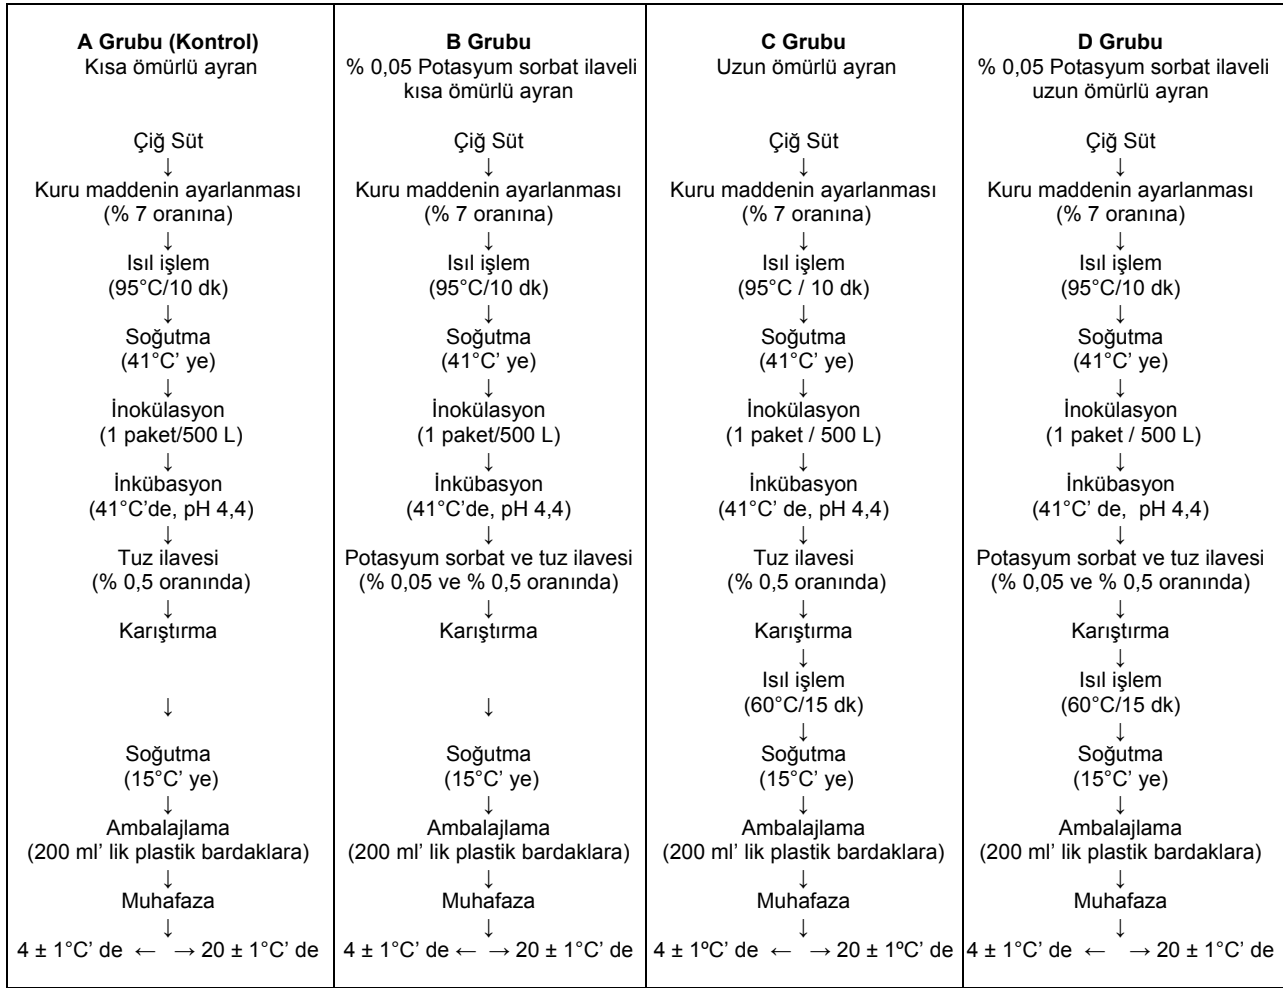 A Grubu (Kontrol)
Kısa ömürlü ayran
Çiğ Süt
↓
Kuru maddenin ayarlanması
(% 7 oranına)
↓
Isıl işlem
(95°C/10 dk)
↓
Soğutma
(41°C’ ye)
↓
İnokülasyon
(1 paket/500 L)
↓
İnkübasyon
(41°C’de, pH 4,4)
↓
Tuz ilavesi
(% 0,5 oranında)
↓
Karıştırma
↓
Soğutma
(15°C’ ye)
↓
Ambalajlama
(200 ml’ lik plastik bardaklara)
↓
Muhafaza
↓
4 ± 1°C’ de ← → 20 ± 1°C’ de
B Grubu
% 0,05 Potasyum sorbat ilaveli
kısa ömürlü ayran
Çiğ Süt
↓
Kuru maddenin ayarlanması
(% 7 oranına)
↓
Isıl işlem
(95°C/10 dk)
↓
Soğutma
(41°C’ ye)
↓
İnokülasyon
(1 paket/500 L)
↓
İnkübasyon
(41°C’de, pH 4,4)
↓
Potasyum sorbat ve tuz ilavesi
(% 0,05 ve % 0,5 oranında)
↓
Karıştırma
↓
Soğutma
(15°C’ ye)
↓
Ambalajlama
(200 ml’ lik plastik bardaklara)
↓
Muhafaza
↓
4 ± 1°C’ de ← → 20 ± 1°C’ de
C Grubu
Uzun ömürlü ayran
Çiğ Süt
↓
Kuru maddenin ayarlanması
(% 7 oranına)
↓
Isıl işlem
(95°C / 10 dk)
↓
Soğutma
(41°C’ ye)
↓
İnokülasyon
(1 paket / 500 L)
↓
İnkübasyon
(41°C’ de, pH 4,4)
↓
Tuz ilavesi
(% 0,5 oranında)
↓
Karıştırma
↓
Isıl işlem
(60°C/15 dk)
↓
Soğutma
(15°C’ ye)
↓
Ambalajlama
(200 ml’ lik plastik bardaklara)
↓
Muhafaza
↓
4 ± 1ºC’ de ← → 20 ± 1ºC’ de
D Grubu
% 0,05 Potasyum sorbat ilaveli
uzun ömürlü ayran
Çiğ Süt
↓
Kuru maddenin ayarlanması
(% 7 oranına)
↓
Isıl işlem
(95°C/10 dk)
↓
Soğutma
(41°C’ ye)
↓
İnokülasyon
(1 paket / 500 L)
↓
İnkübasyon
(41°C’ de, pH 4,4)
↓
Potasyum sorbat ve tuz ilavesi
(% 0,05 ve % 0,5 oranında)
↓
Karıştırma
↓
Isıl işlem
(60°C/15 dk)
↓
Soğutma
(15°C’ ye)
↓
Ambalajlama
(200 ml’ lik plastik bardaklara)
↓
Muhafaza
↓
4 ± 1°C’ de ← → 20 ± 1°C’ de